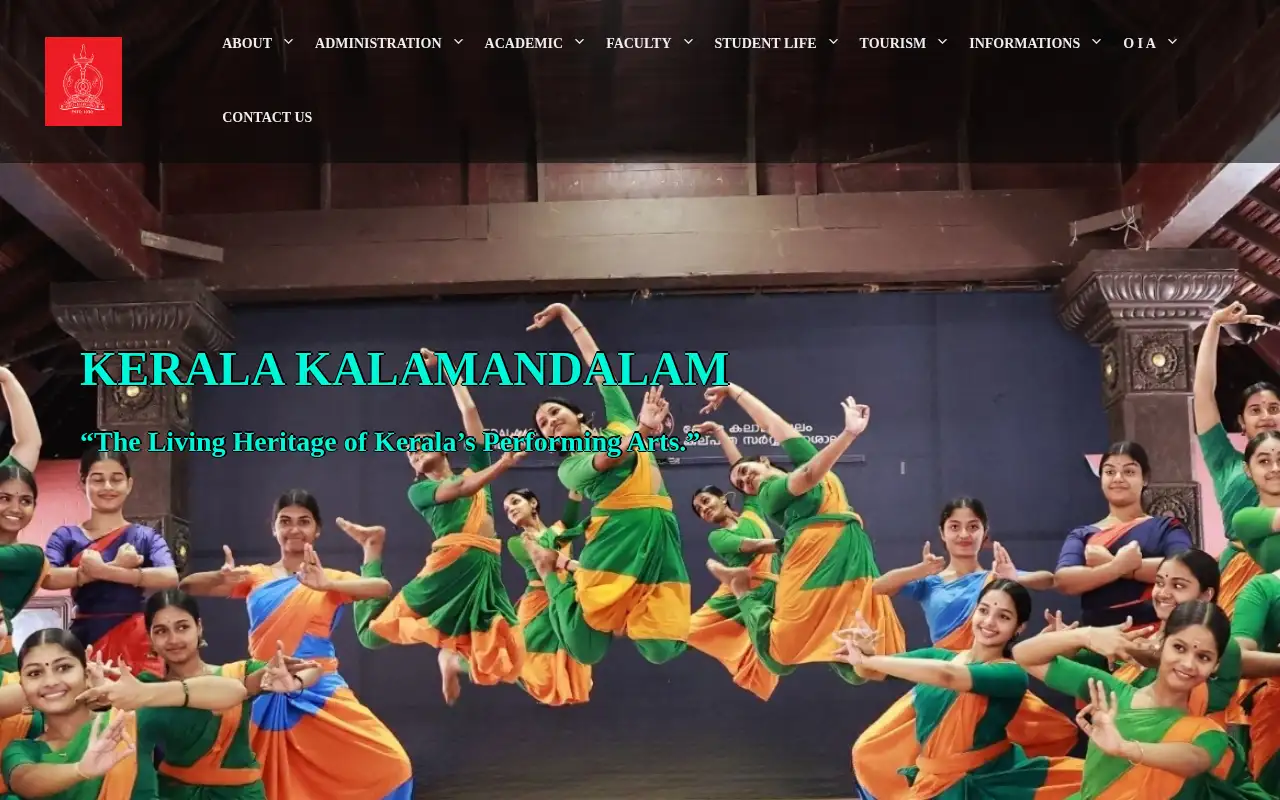 ABOUT ADMINISTRATION ACADEMIC FACULTY STUDENT LIFE TOURISM INFORMATIONS O I A
CONTACT US
KERALA KALAMANDALAM
“The Living Heritage of Kerala’s Performing Arts.”